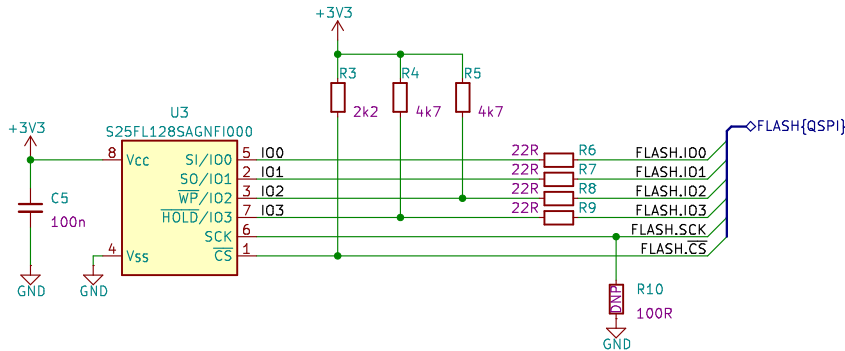 +3V3
R3
R4
R5
2k2
4k7
4k7
U3
S25FL128SAGNFI000
+3V3
8
Vcc
SI/IO0
5
IO0
22R
R6
FLASH.IO0
FLASH{QSPI}
SO/IO1
2
IO1
22R
R7
FLASH.IO1
WP/IO2
3
IO2
22R
R8
FLASH.IO2
HOLD/IO3
7
IO3
22R
R9
FLASH.IO3
SCK
6
FLASH.SCK
4
Vss
CS
1
FLASH.CS
C5
100n
GND
GND
DNP
R10
100R
GND